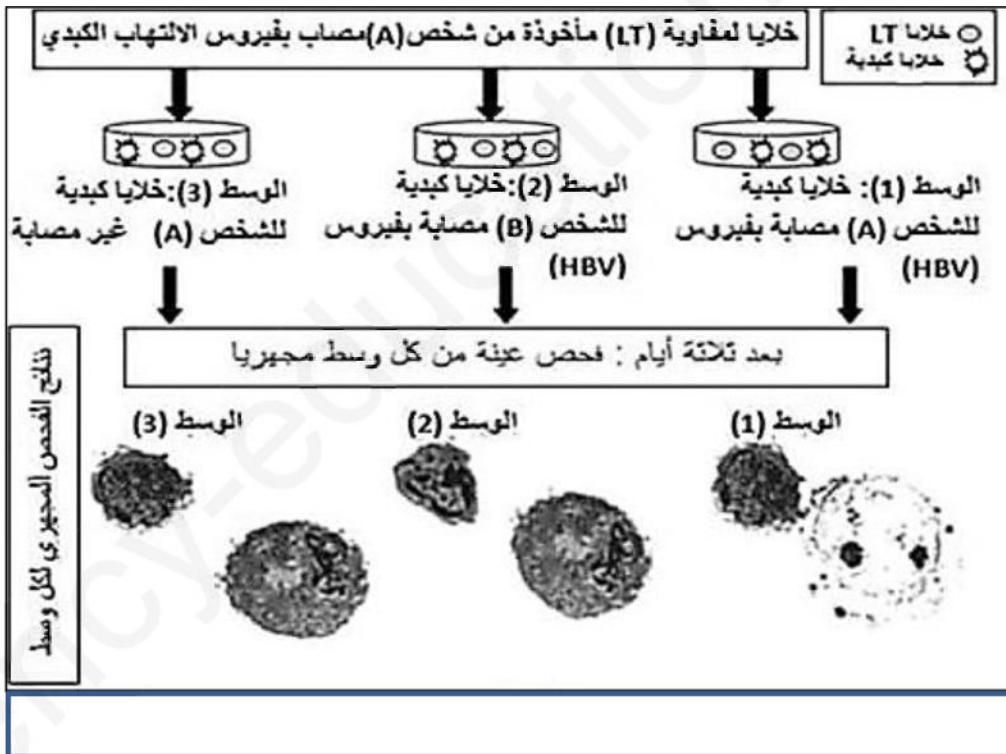 خلايا لمفاوية (LT) مأخوذة من شخص(A)مصاب بفيروس الالتهاب الكبدي
خلايا LT
خلايا كبدية
الوسط (1): خلايا كبدية
للشخص (A) مصابة بفيروس
(HBV)
الوسط (2):خلايا كبدية
للشخص (B) مصابة بفيروس
(HBV)
الوسط (3):خلايا كبدية
للشخص (A) غير مصابة
بعد ثلاثة أيام : فحص عينة من كل وسط مجهريا
نتائج الفحص المجهري لكل وسط
الوسط (1)
الوسط (2)
الوسط (3)
ency-education